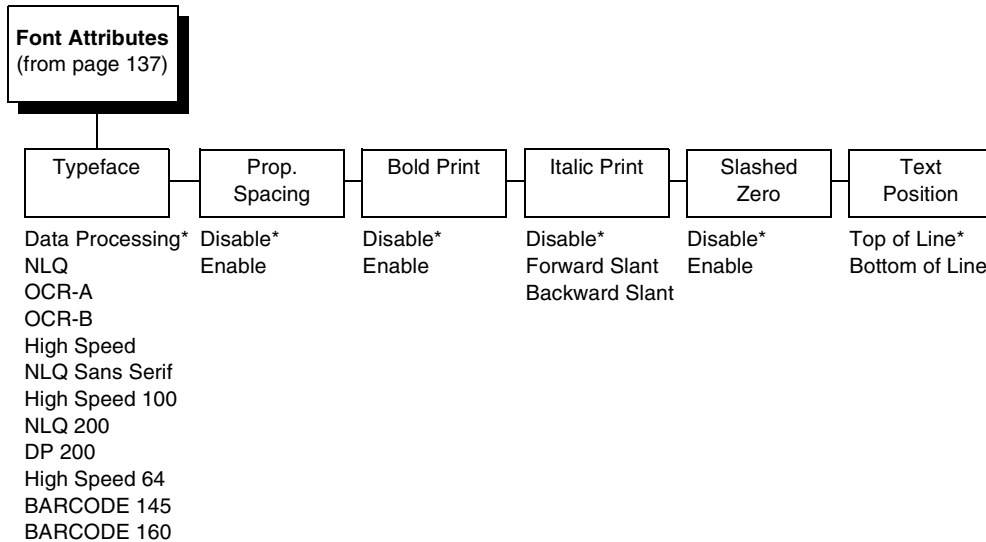 Font Attributes
(from page 137)
Typeface
Prop.
Spacing
Bold Print
Italic Print
Slashed
Zero
Text
Position
Data Processing*
NLQ
OCR-A
OCR-B
High Speed
NLQ Sans Serif
High Speed 100
NLQ 200
DP 200
High Speed 64
BARCODE 145
BARCODE 160
Disable*
Enable
Disable*
Enable
Disable*
Forward Slant
Backward Slant
Disable*
Enable
Top of Line*
Bottom of Line